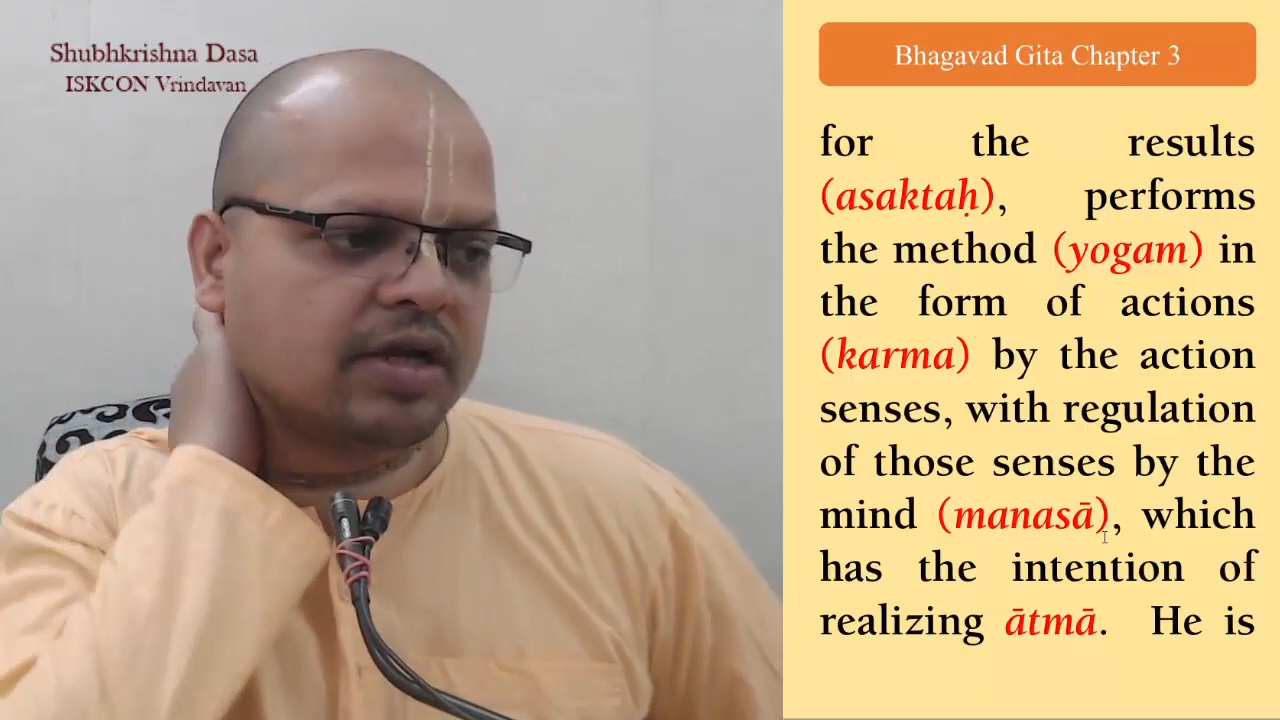 Shubhkrishna Dasa
ISKCON Vrindavan
Bhagavad Gita Chapter 3
for the results
(asaktaḥ), performs
the method (yogam) in
the form of actions
(karma) by the action
senses, with regulation
of those senses by the
mind (manasā), which
has the intention of
realizing ātmā. He is